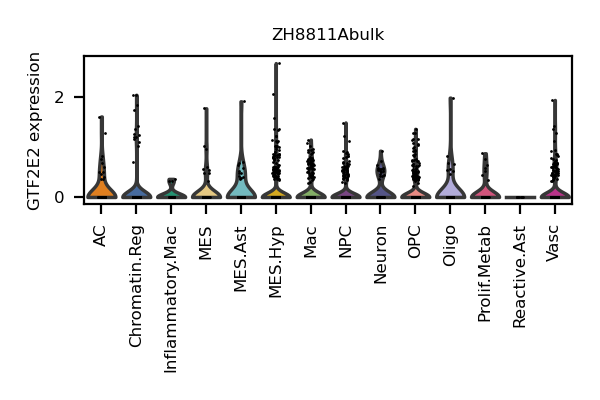 ZH8811Abulk
GTF2E2 expression
2
0
AC
Chromatin.Reg
Inflammatory.Mac
MES
MES.Ast
MES.Hyp
Mac
NPC
Neuron
OPC
Oligo
Prolif.Metab
Reactive.Ast
Vasc